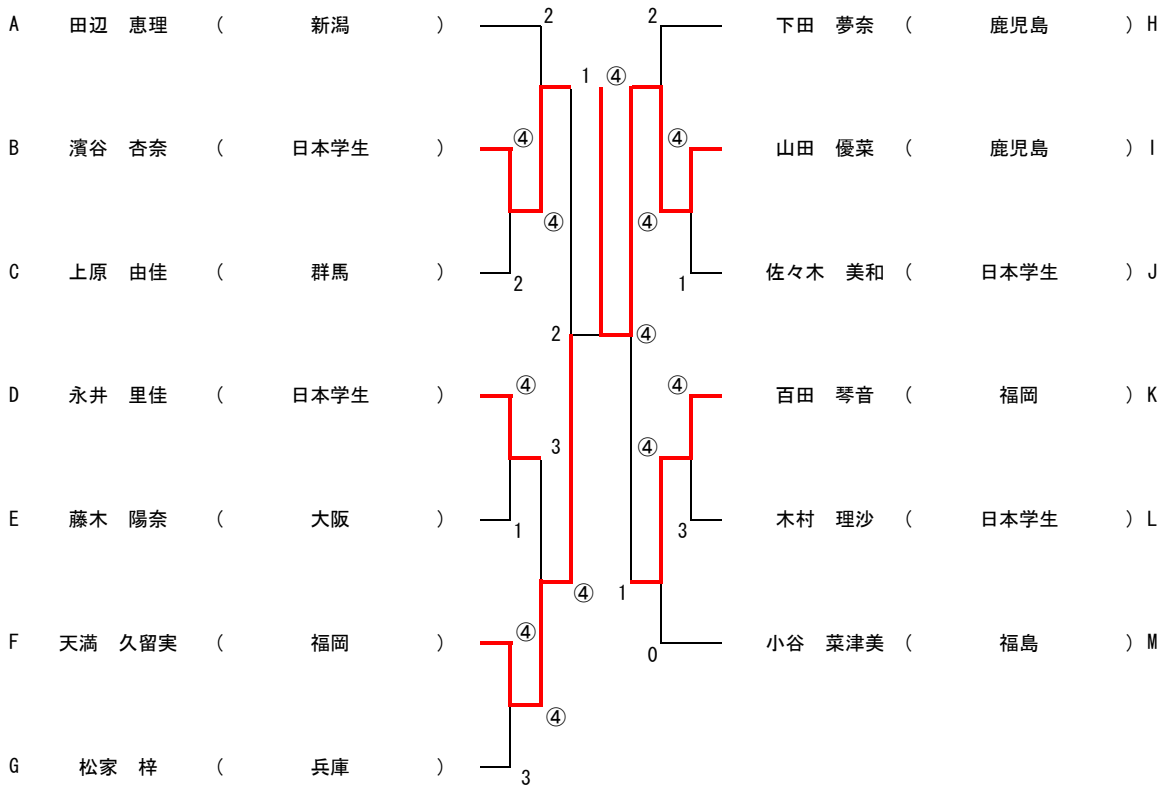 A 田辺 恵理 ( 新潟 ) 2 2 下田 夢奈 ( 鹿児島 ) H
1 ④
B 濱谷 杏奈 ( 日本学生 ) ④ ④ 山田 優菜 ( 鹿児島 ) I
④ ④
C 上原 由佳 ( 群馬 ) 2 1 佐々木 美和 ( 日本学生 ) J
2 ④
D 永井 里佳 ( 日本学生 ) ④ ④ 百田 琴音 ( 福岡 ) K
3 ④
E 藤木 陽奈 ( 大阪 ) 1 3 木村 理沙 ( 日本学生 ) L
④ 1
F 天満 久留実 ( 福岡 ) ④ 0 小谷 菜津美 ( 福島 ) M
④
G 松家 梓 ( 兵庫 ) 3